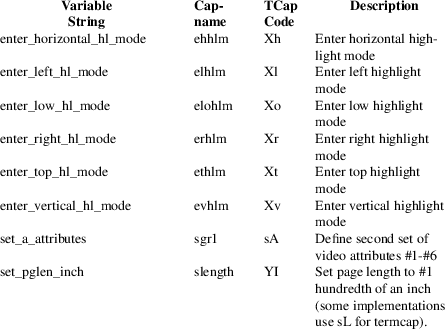 Variable Cap- TCap Description
String name Code
enter_horizontal_hl_mode ehhlm Xh Enter horizontal high-
light mode
enter_left_hl_mode elhlm Xl Enter left highlight
mode
enter_low_hl_mode elohlm Xo Enter low highlight
mode
enter_right_hl_mode erhlm Xr Enter right highlight
mode
enter_top_hl_mode ethlm Xt Enter top highlight
mode
enter_vertical_hl_mode evhlm Xv Enter vertical highlight
mode
set_a_attributes sgr1 sA Define second set of
video attributes #1-#6
set_pglen_inch slength YI Set page length to #1
hundredth of an inch
(some implementations
use sL for termcap).